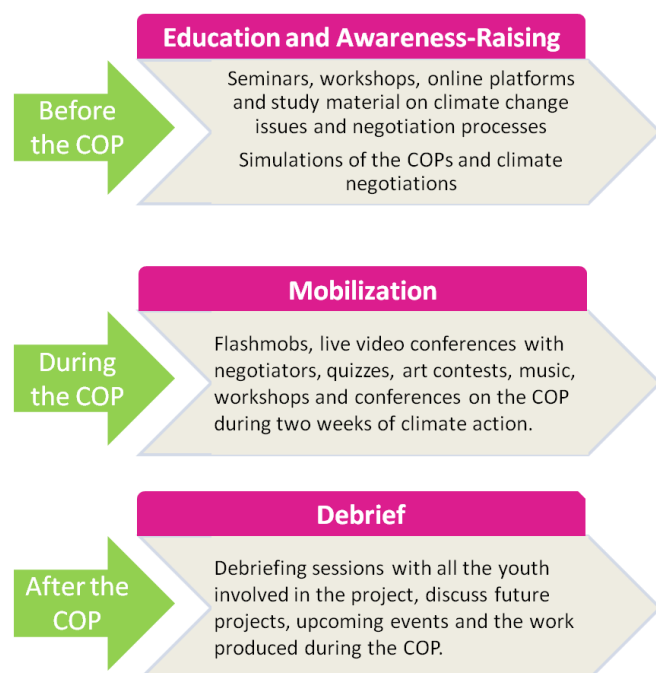 Education and Awareness-Raising
Before
the COP
Seminars, workshops, online platforms
and study material on climate change
issues and negotiation processes
Simulations of the COPs and climate
negotiations
Mobilization
During
the COP
Flashmobs, live video conferences with
negotiators, quizzes, art contests, music,
workshops and conferences on the COP
during two weeks of climate action.
Debrief
After the
COP
Debriefing sessions with all the youth
involved in the project, discuss future
projects, upcoming events and the work
produced during the COP.